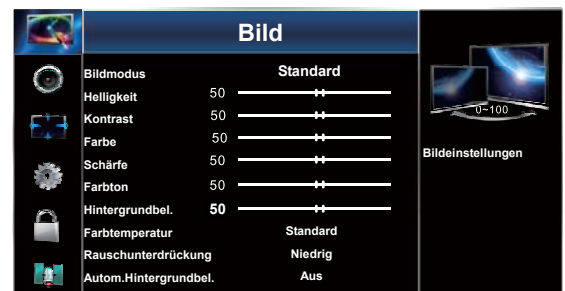 Bild
Bildmodus Standard
Helligkeit 50
Kontrast 50
Farbe 50
Schärfe 50
Farbton 50
Hintergrundbel. 50
Farbtemperatur Standard
Rauschunterdrückung Niedrig
Autom.Hintergrundbel. Aus
0~100
Bildeinstellungen